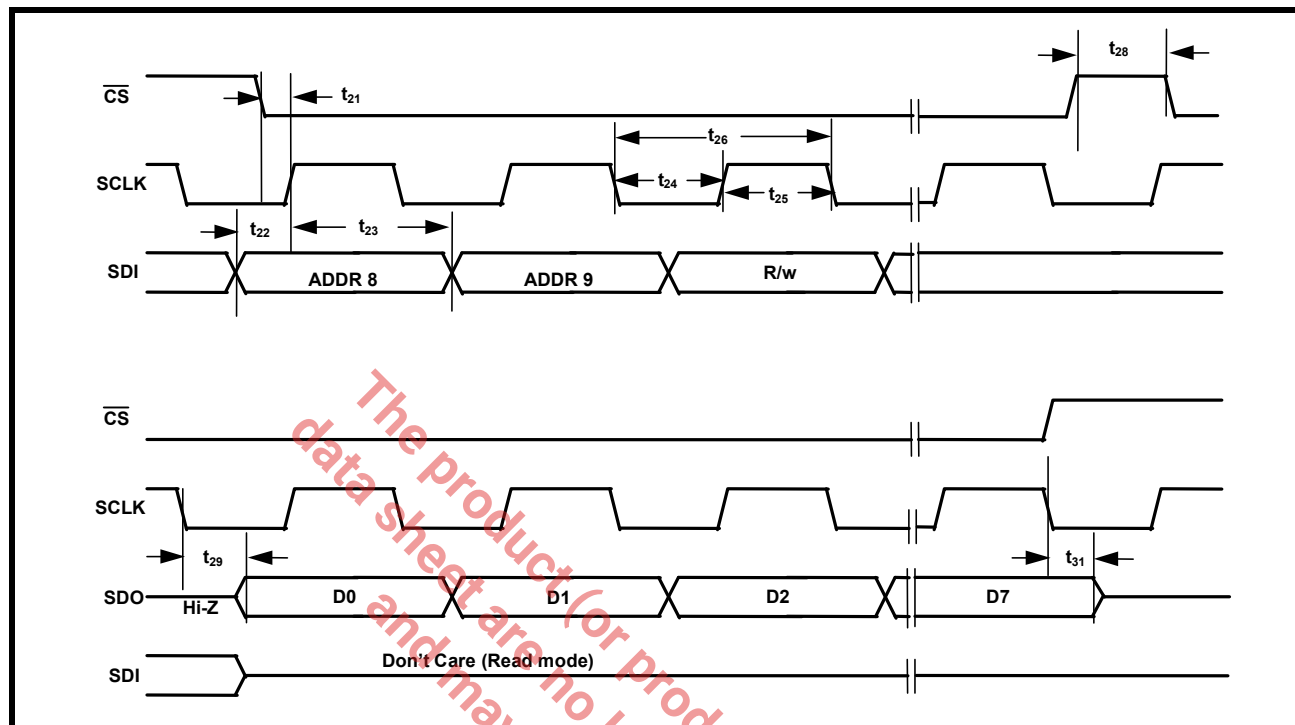 t28
CS
t21
t26
SCLK
t24
t25
t22
t23
SDI
ADDR 8
ADDR 9
R/w
CS
SCLK
t29
t31
SDO
Hi-Z
D0
D1
D2
D7
SDI
Don't Care (Read mode)
The product (or prod
data sheet are no
and may